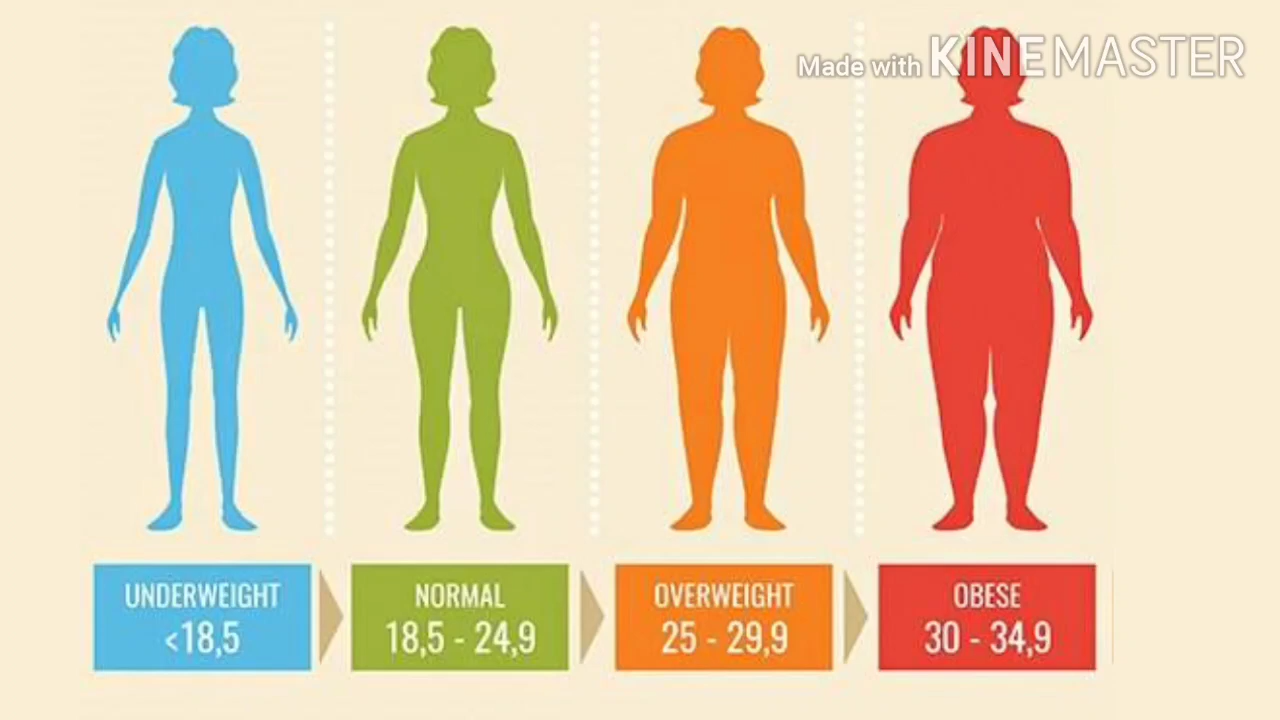 Made with KINEMASTER
UNDERWEIGHT
<18,5
NORMAL
18,5 - 24,9
OVERWEIGHT
25 - 29,9
OBESE
30 - 34,9